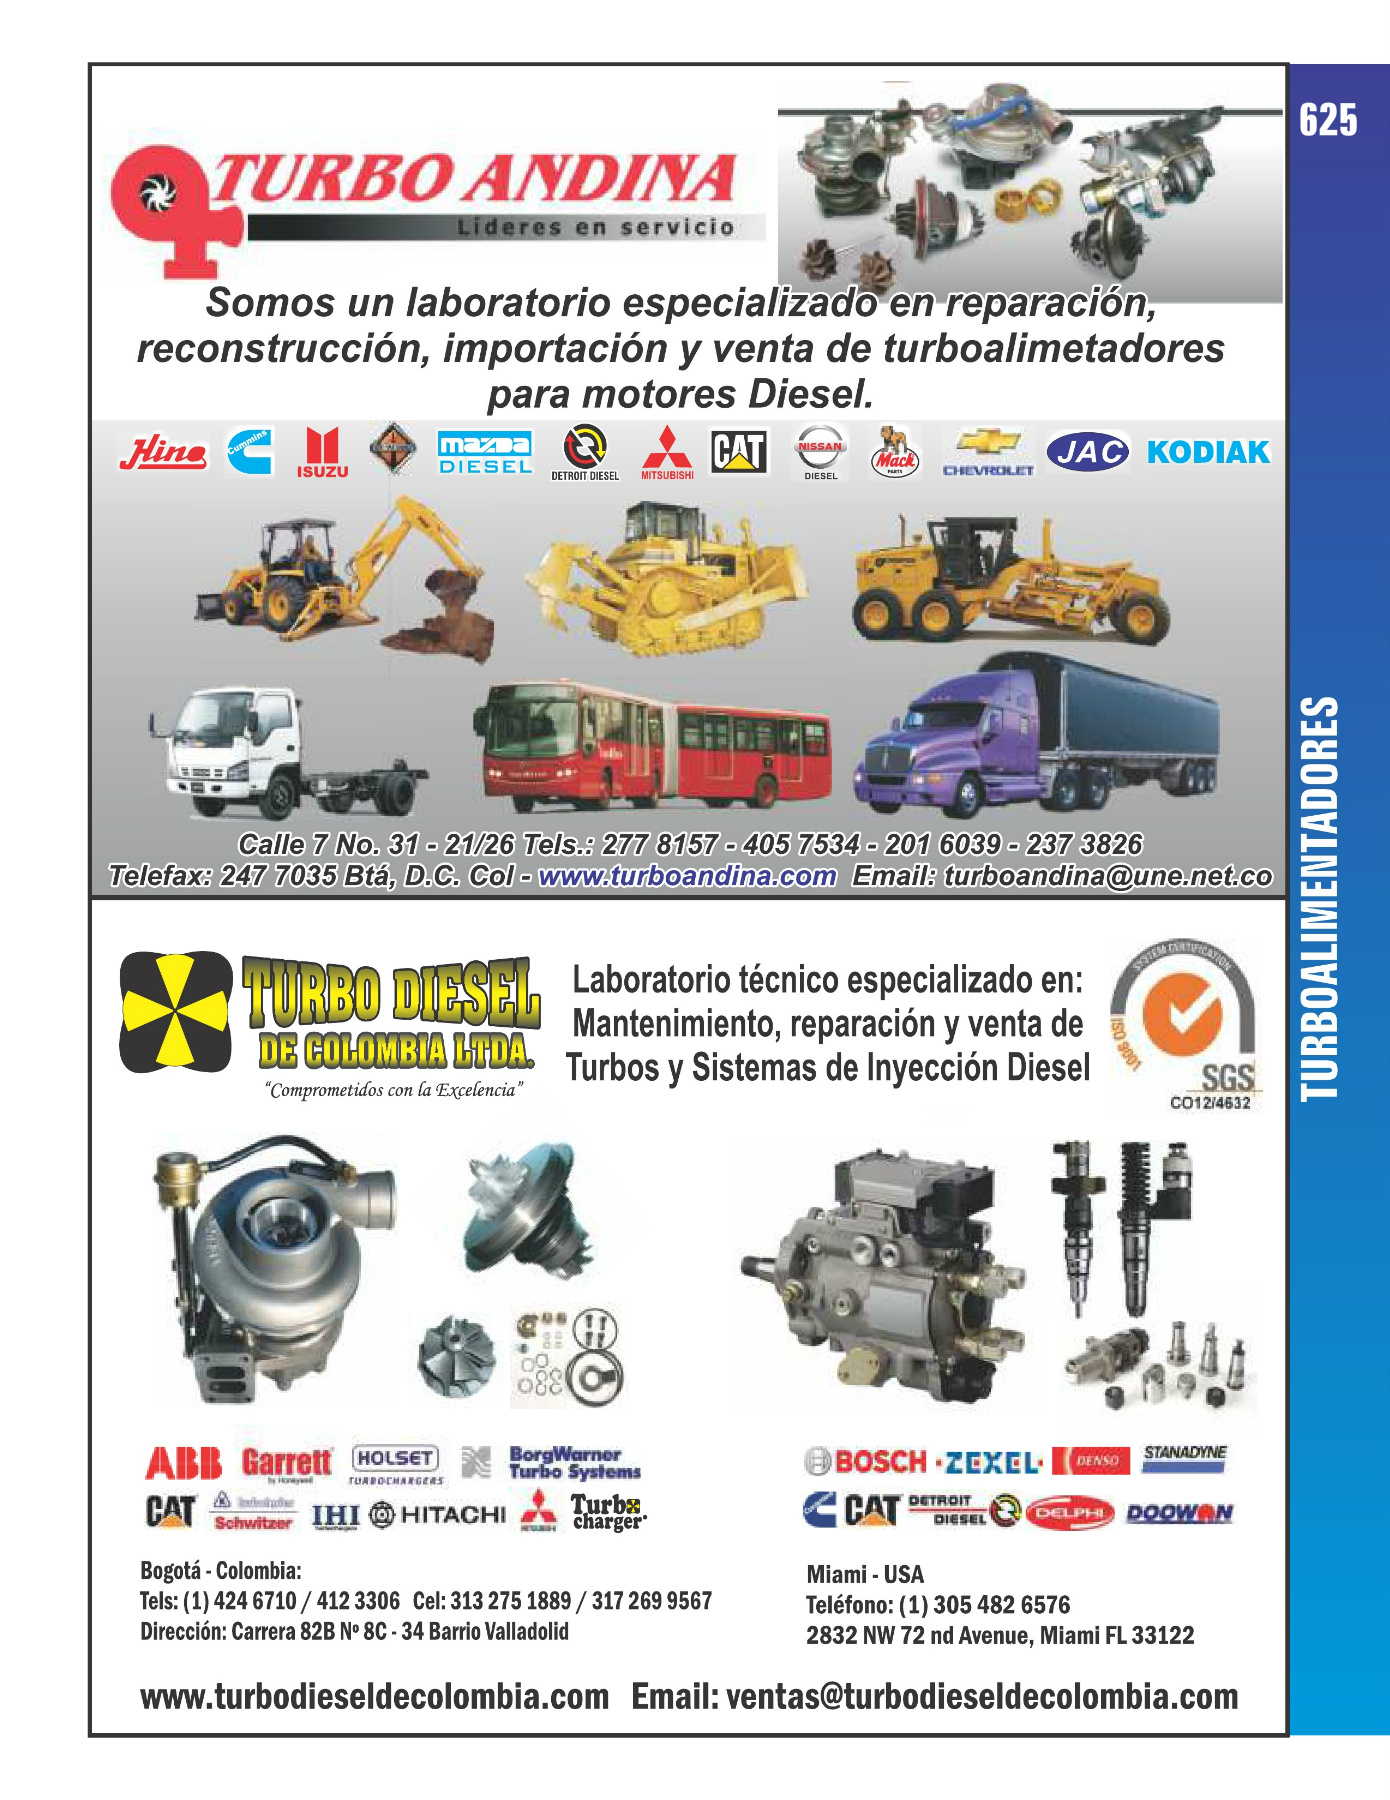 625
TURBO ANDINA
Líderes en servicio
Somos un laboratorio especializado en reparación,
reconstrucción, importación y venta de turboalimetadores
para motores Diesel.
Hino
Cummins
ISUZU
mazda
DIESEL
DETROIT DIESEL
MITSUBISHI
CAT
NISSAN
DIESEL
Mack
PARTS
CHEVROLET
JAC
KODIAK
Calle 7 No. 31 - 21/26 Tels.: 277 8157 - 405 7534 - 201 6039 - 237 3826
Telefax: 247 7035 Btá, D.C. Col - www.turboandina.com Email: turboandina@une.net.co
TURBOALIMENTADORES
TURBO DIESEL
DE COLOMBIA LTDA.
“Comprometidos con la Excelencia”
Laboratorio técnico especializado en:
Mantenimiento, reparación y venta de
Turbos y Sistemas de Inyección Diesel
SYSTEM CERTIFICATION
ISO 9001
SGS
CO12/4632
ABB
Garrett
by Honeywell
HOLSET
TURBOCHARGERS
BorgWarner
Turbo Systems
CAT
Schwitzer
IHI
HITACHI
MITSUBISHI
Turbo
charger
BOSCH
·ZEXEL·
DENSO
STANADYNE
Cummins
CAT
DETROIT
DIESEL
DELPHI
DOOWON
Bogotá - Colombia:
Tels: (1) 424 6710 / 412 3306 Cel: 313 275 1889 / 317 269 9567
Dirección: Carrera 82B Nº 8C - 34 Barrio Valladolid
Miami - USA
Teléfono: (1) 305 482 6576
2832 NW 72 nd Avenue, Miami FL 33122
www.turbodieseldecolombia.com Email: ventas@turbodieseldecolombia.com